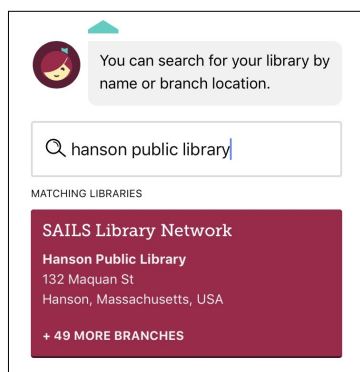 You can search for your library by
name or branch location.
hanson public library
MATCHING LIBRARIES
SAILS Library Network
Hanson Public Library
132 Maquan St
Hanson, Massachusetts, USA
+ 49 MORE BRANCHES